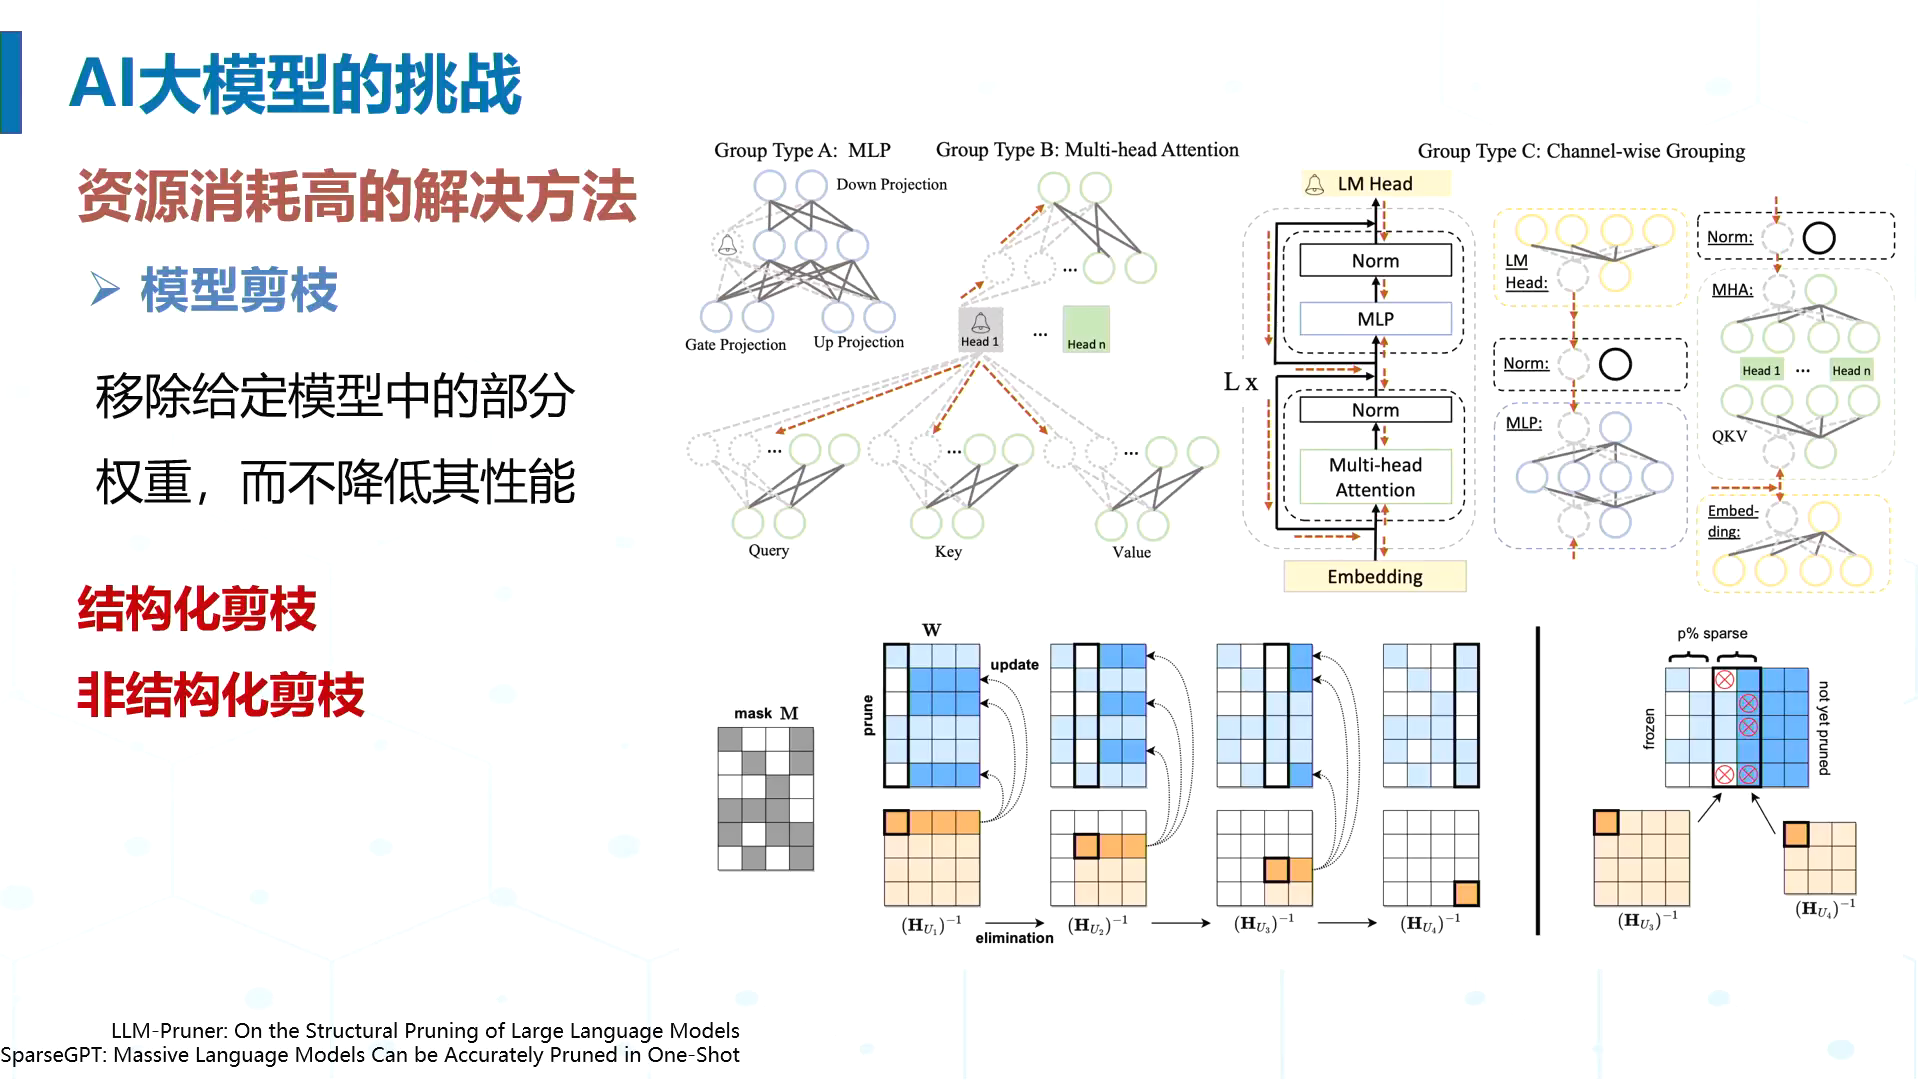 AI大模型的挑战
资源消耗高的解决方法
➢ 模型剪枝
移除给定模型中的部分
权重，而不降低其性能
结构化剪枝
非结构化剪枝
Group Type A: MLP
Down Projection
Gate Projection
Up Projection
Group Type B: Multi-head Attention
...
Head 1
...
Head n
...
...
...
Query
Key
Value
Group Type C: Channel-wise Grouping
LM Head
Norm
MLP
L x
Norm
Multi-head
Attention
Embedding
LM
Head:
Norm:
MLP:
Norm:
MHA:
Head 1
...
Head n
QKV
Embed-
ding:
mask M
W
prune
update
(H_{U_1})^{-1}
elimination
(H_{U_2})^{-1}
(H_{U_3})^{-1}
(H_{U_4})^{-1}
p% sparse
frozen
not yet pruned
(H_{U_3})^{-1}
(H_{U_4})^{-1}
LLM-Pruner: On the Structural Pruning of Large Language Models
SparseGPT: Massive Language Models Can be Accurately Pruned in One-Shot